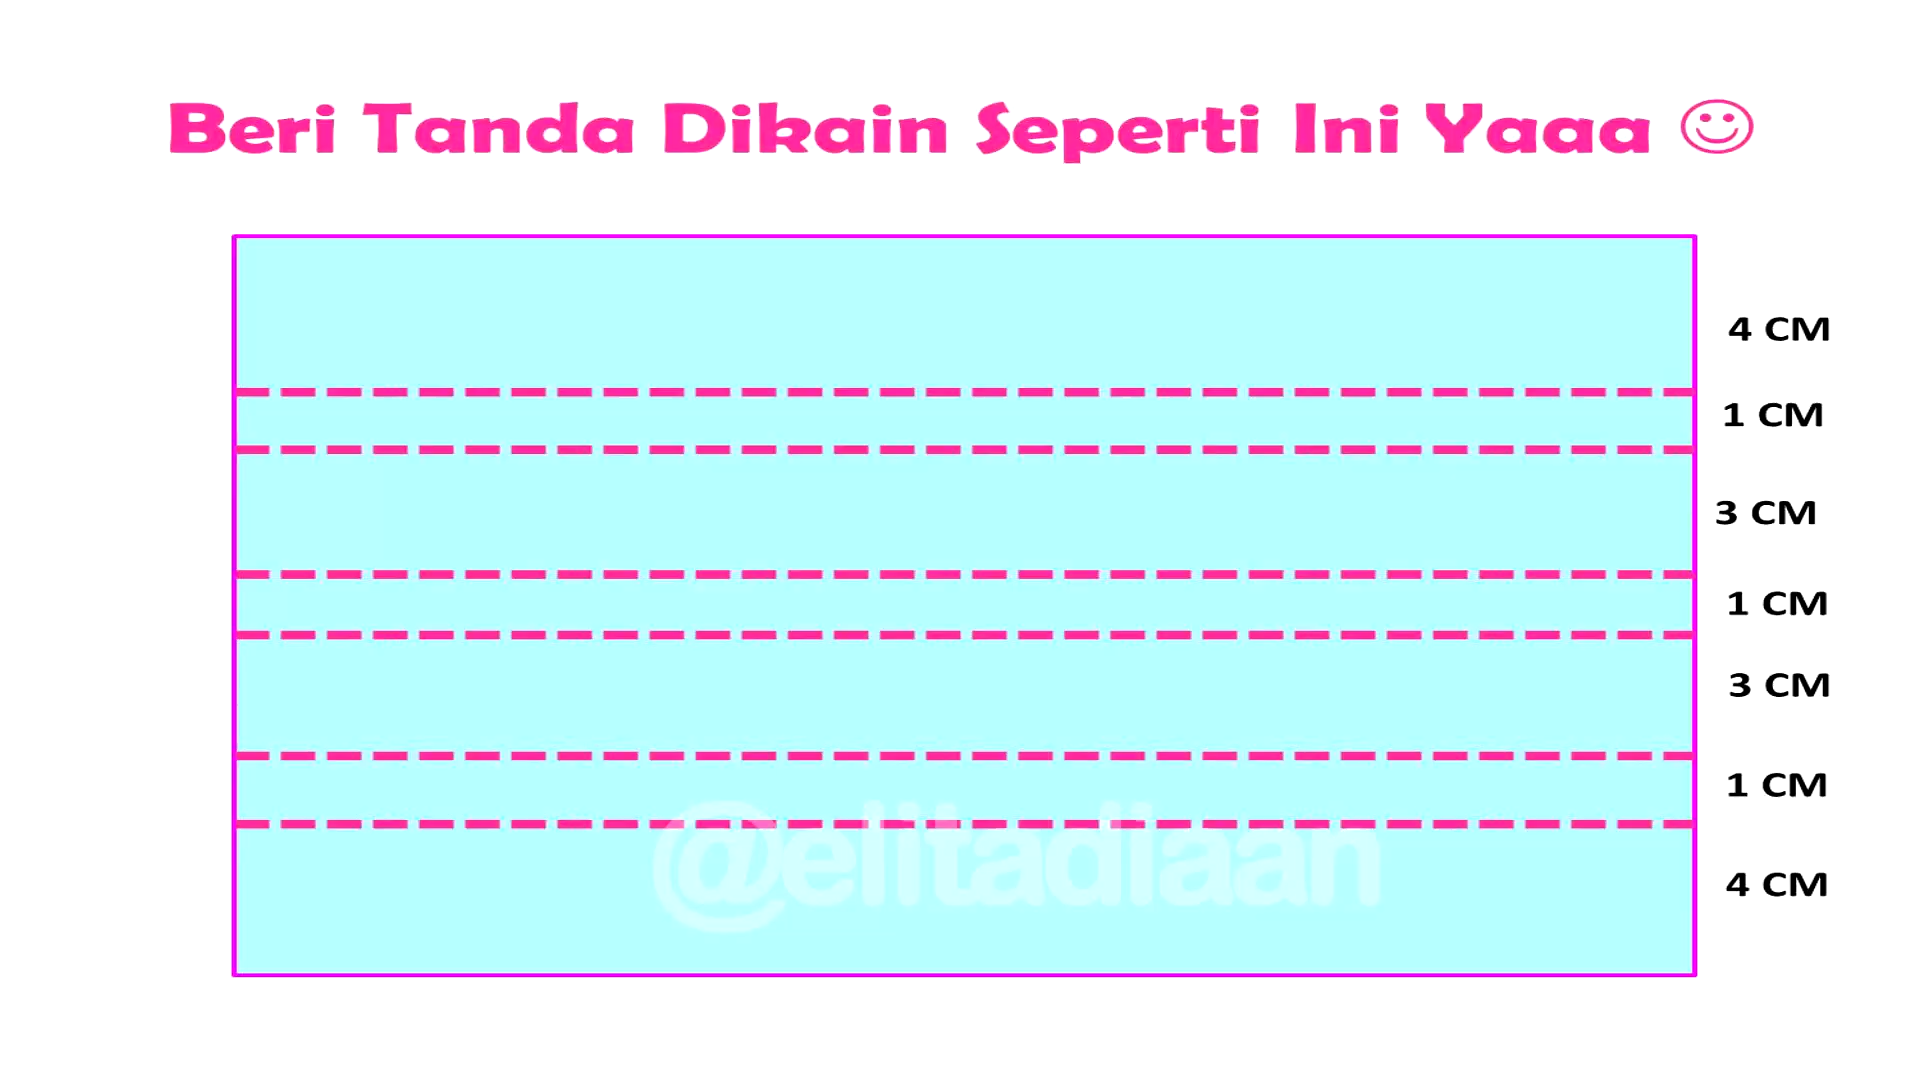 Beri Tanda Dikain Seperti Ini Yaaa ☺
4 CM
1 CM
3 CM
1 CM
3 CM
1 CM
@elitadiaan
4 CM